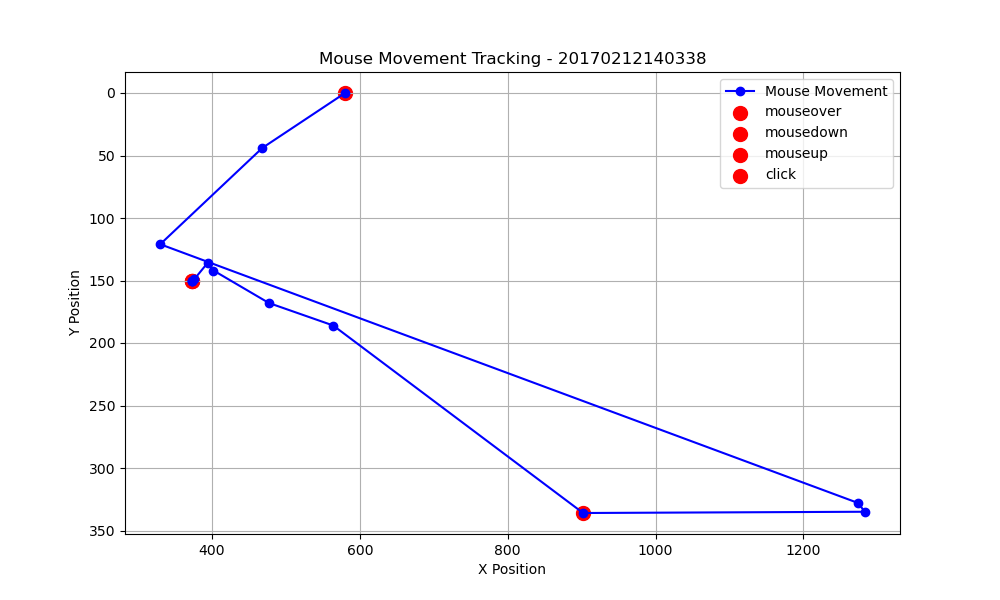 Mouse Movement Tracking - 20170212140338
Mouse Movement
mouseover
mousedown
mouseup
click
0
50
100
150
200
250
300
350
Y Position
400
600
800
1000
1200
X Position